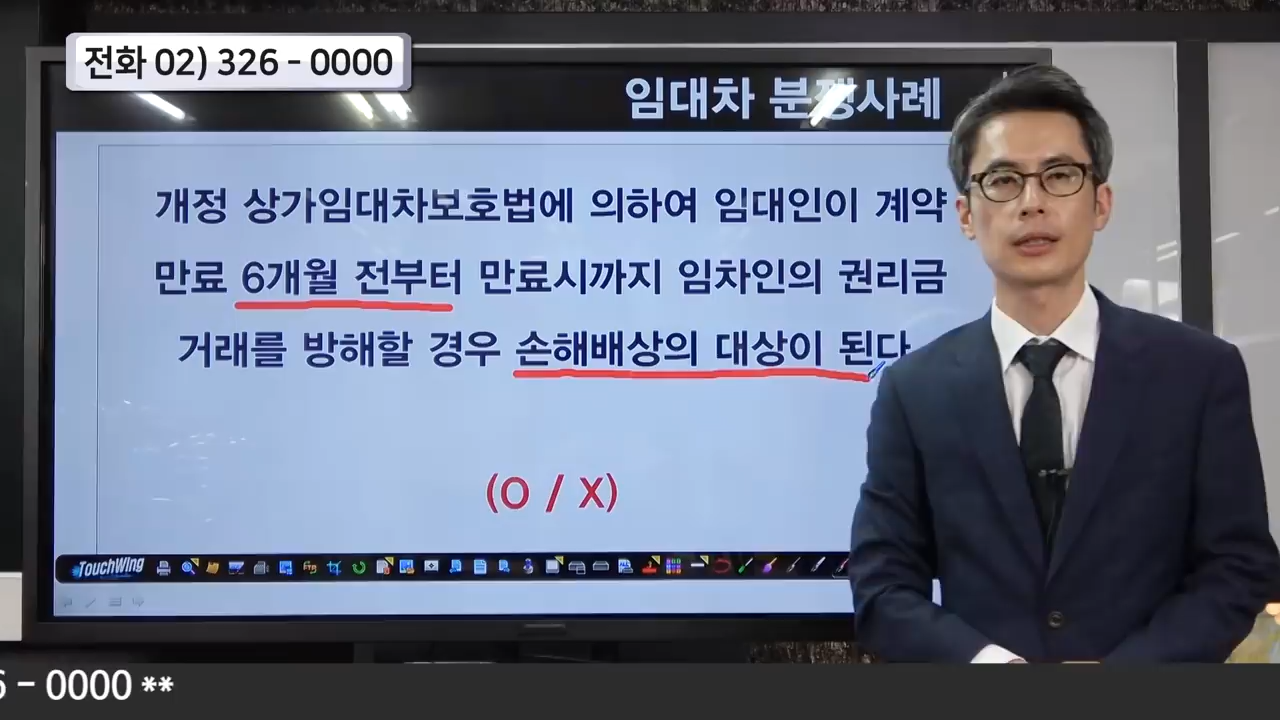 전화 02) 326 - 0000
임대차 분쟁사례
개정 상가임대차보호법에 의하여 임대인이 계약
만료 6개월 전부터 만료시까지 임차인의 권리금
거래를 방해할 경우 손해배상의 대상이 된다
(O / X)
TouchWing
6 - 0000 **